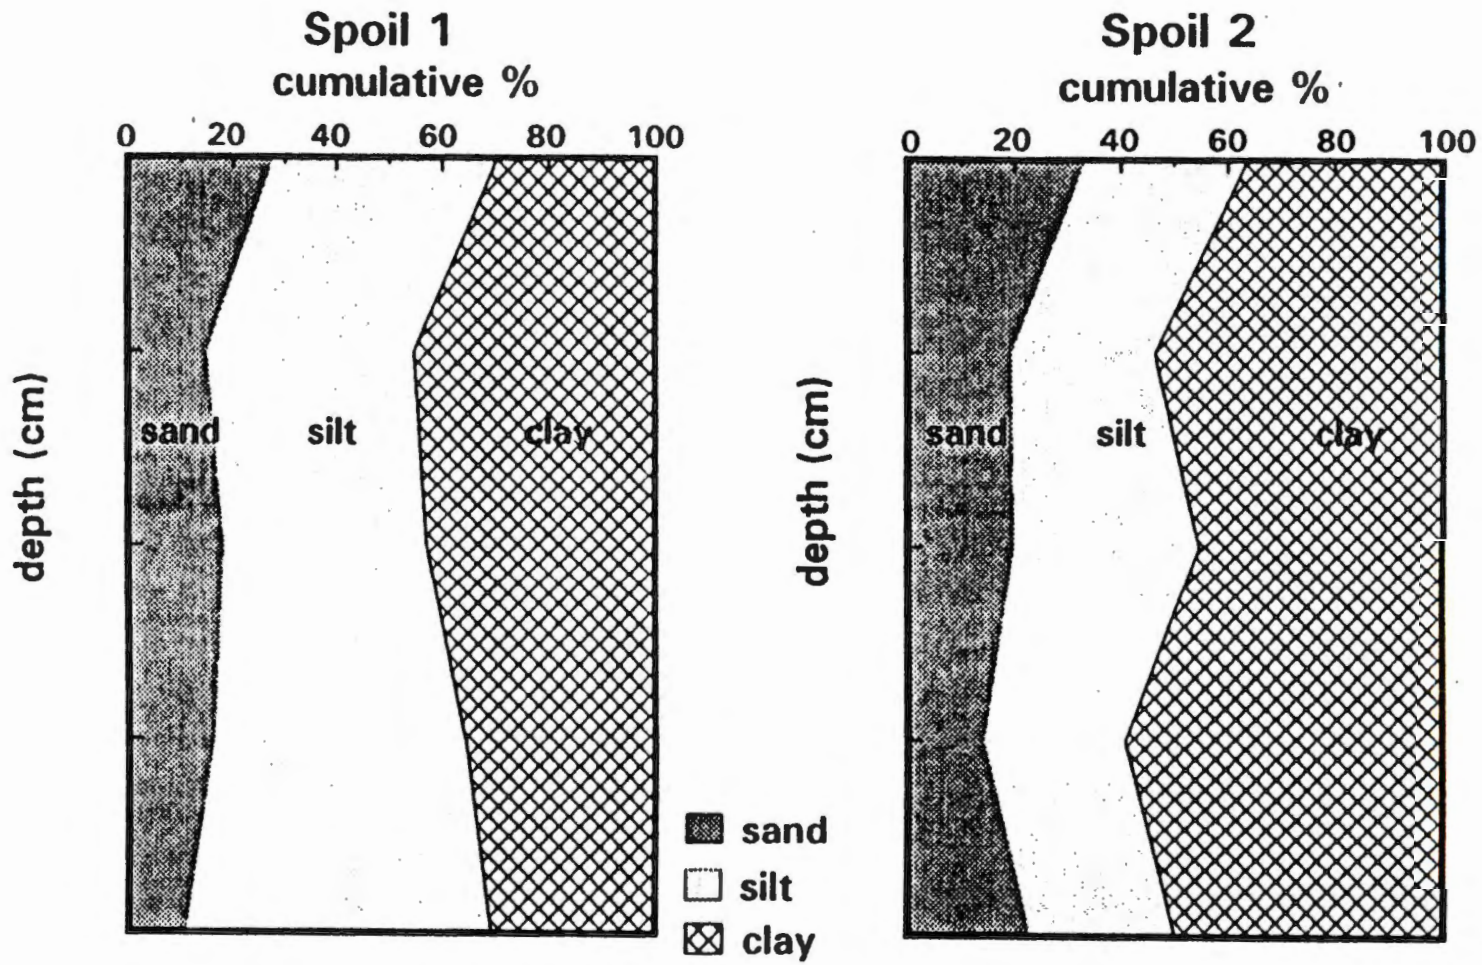 Spoil 1
cumulative %
0 20 40 60 80 100
depth (cm)
sand silt clay
Spoil 2
cumulative %
0 20 40 60 80 100
depth (cm)
sand silt clay
sand
silt
clay